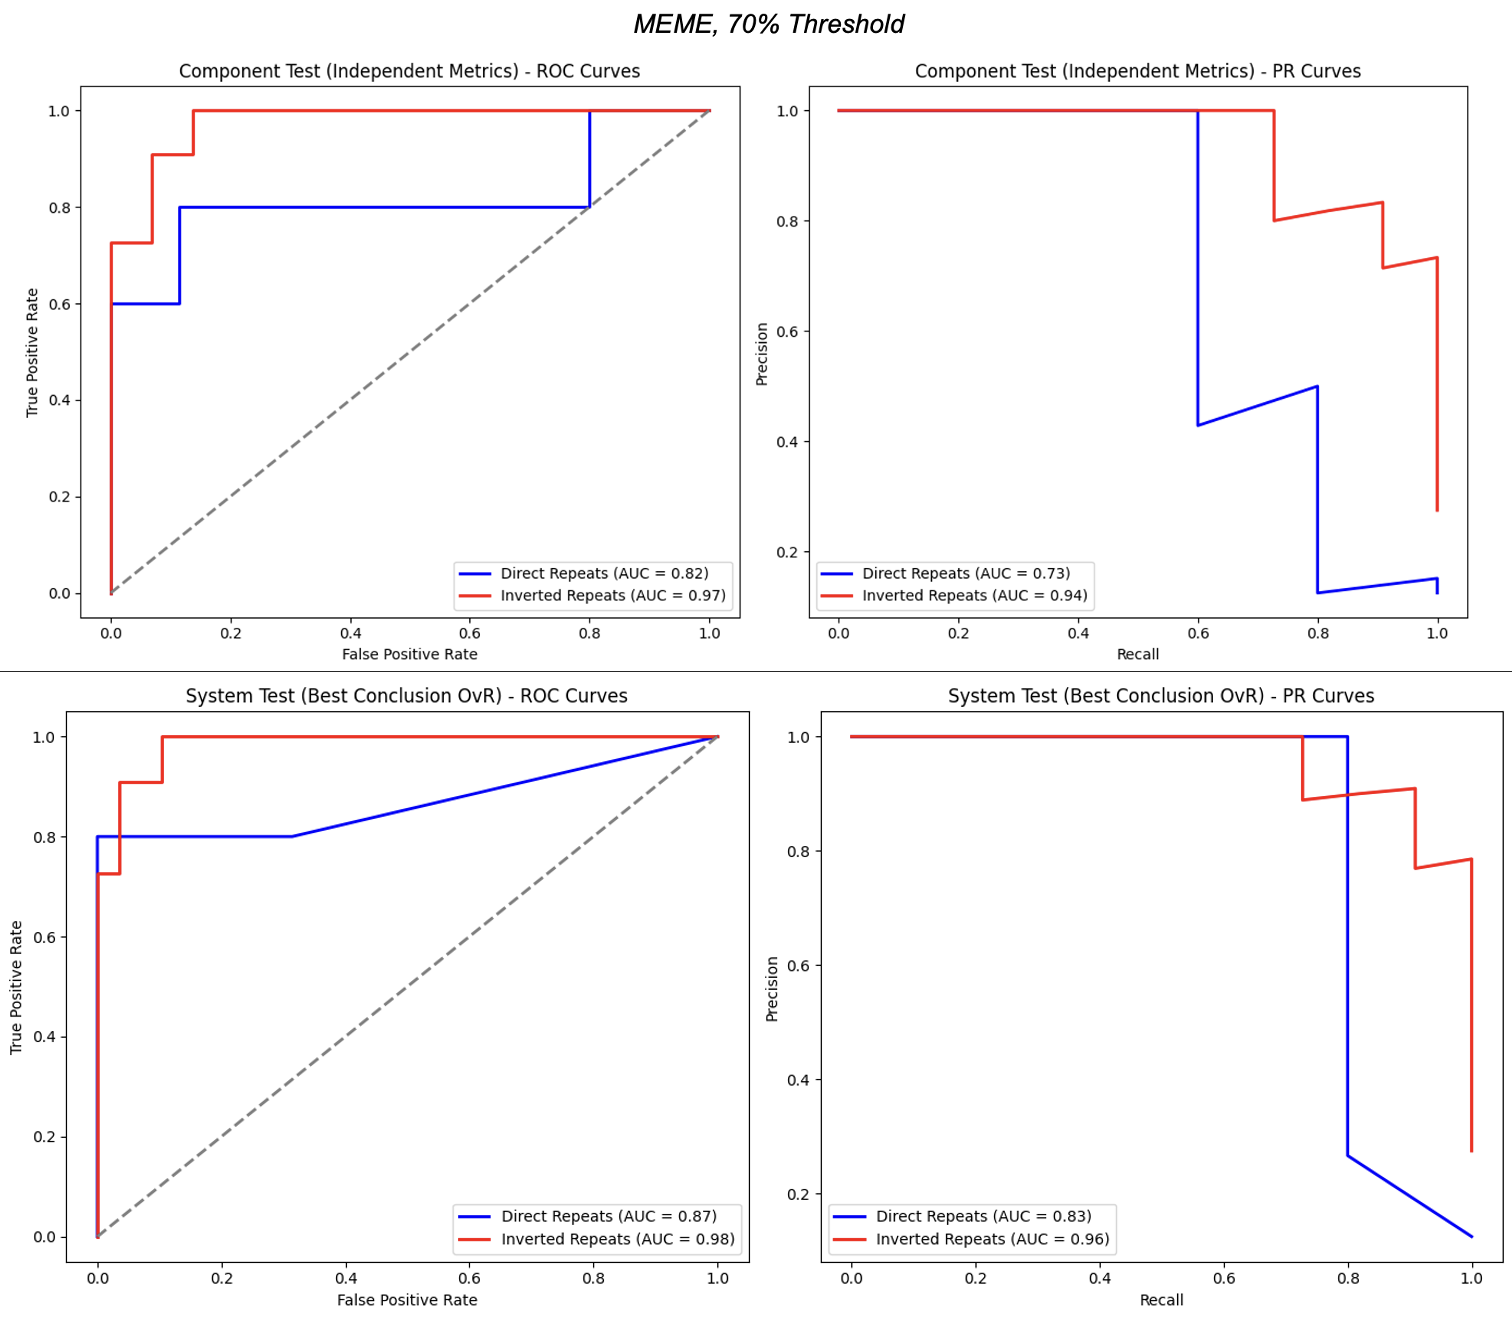 MEME, 70% Threshold
Component Test (Independent Metrics) - ROC Curves
True Positive Rate
1.0
0.8
0.6
0.4
0.2
0.0
Direct Repeats (AUC = 0.82)
Inverted Repeats (AUC = 0.97)
0.0 0.2 0.4 0.6 0.8 1.0
False Positive Rate
Component Test (Independent Metrics) - PR Curves
Precision
1.0
0.8
0.6
0.4
0.2
Direct Repeats (AUC = 0.73)
Inverted Repeats (AUC = 0.94)
0.0 0.2 0.4 0.6 0.8 1.0
Recall
System Test (Best Conclusion OvR) - ROC Curves
True Positive Rate
1.0
0.8
0.6
0.4
0.2
0.0
Direct Repeats (AUC = 0.87)
Inverted Repeats (AUC = 0.98)
0.0 0.2 0.4 0.6 0.8 1.0
False Positive Rate
System Test (Best Conclusion OvR) - PR Curves
Precision
1.0
0.8
0.6
0.4
0.2
Direct Repeats (AUC = 0.83)
Inverted Repeats (AUC = 0.96)
0.0 0.2 0.4 0.6 0.8 1.0
Recall